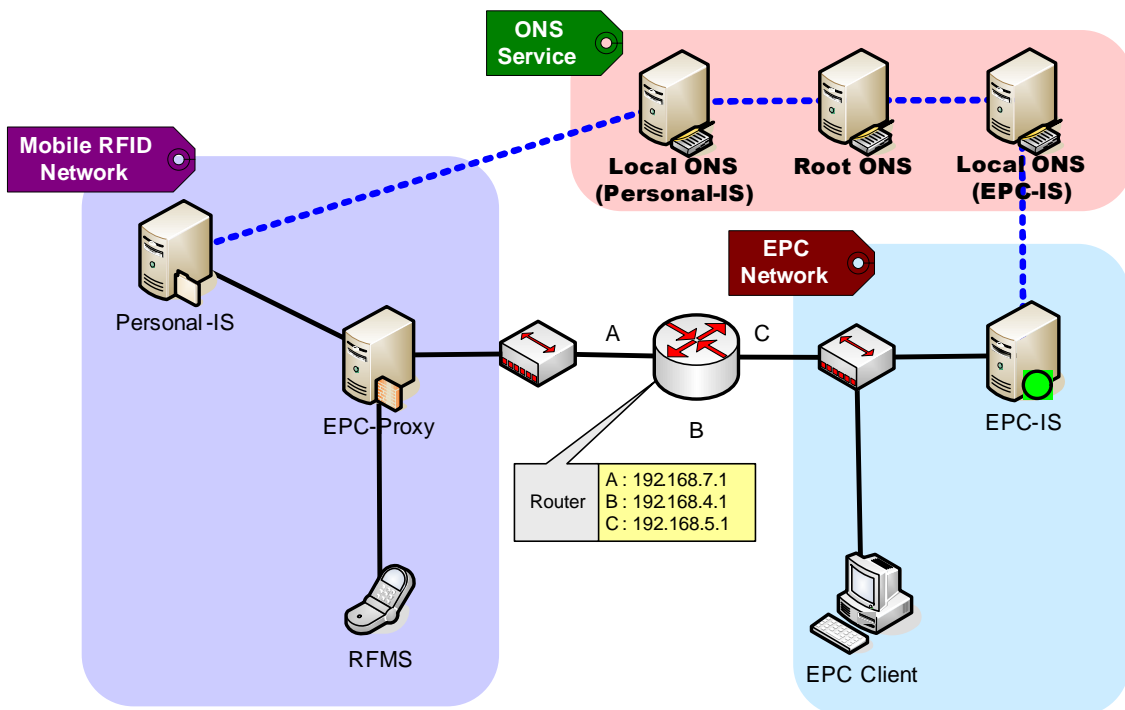 ONS
Service
Mobile RFID
Network
Local ONS
(Personal-IS)
Root ONS
Local ONS
(EPC-IS)
EPC
Network
Personal-IS
A
C
EPC-Proxy
B
EPC-IS
Router
A : 192.168.7.1
B : 192.168.4.1
C : 192.168.5.1
RFMS
EPC Client